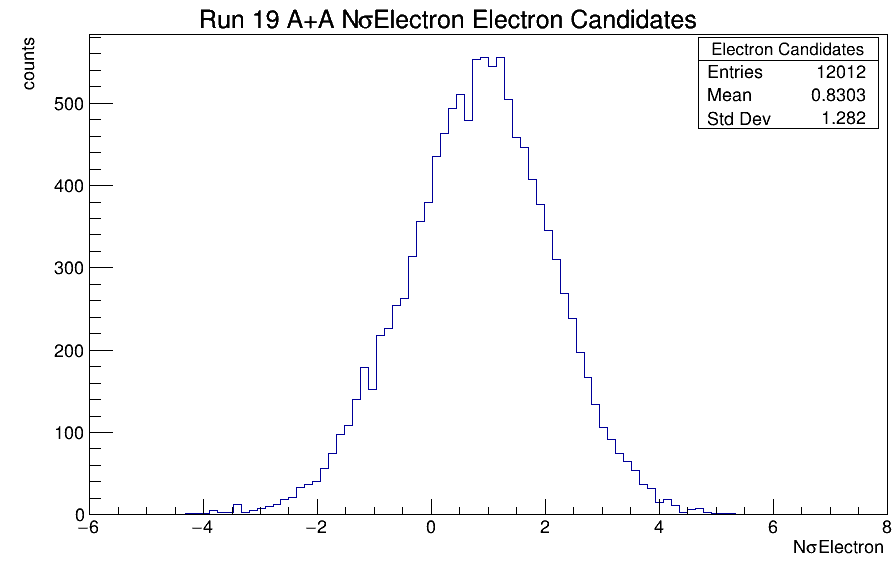 Run 19 A+A NσElectron Electron Candidates
counts
Electron Candidates
Entries 12012
Mean 0.8303
Std Dev 1.282
500
400
300
200
100
0
−6 −4 −2 0 2 4 6 8
NσElectron